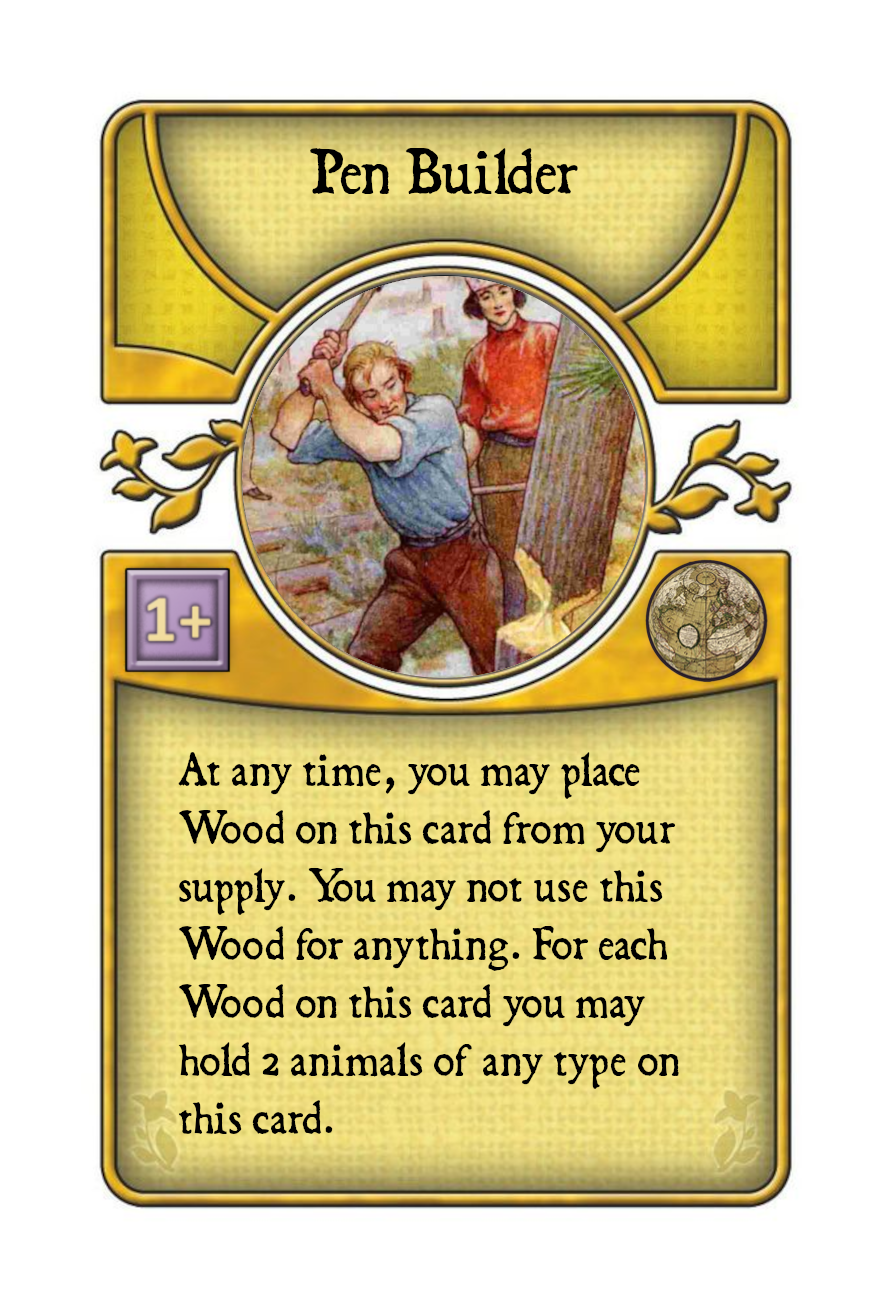 Pen Builder
1+
At any time, you may place
Wood on this card from your
supply. You may not use this
Wood for anything. For each
Wood on this card you may
hold 2 animals of any type on
this card.